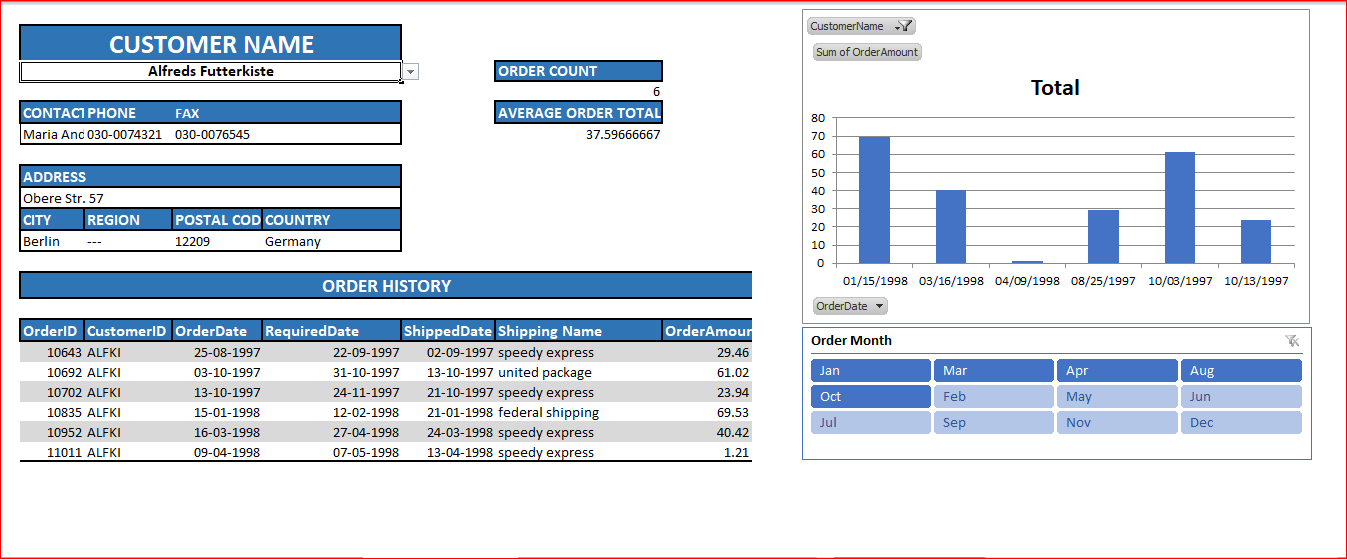 CUSTOMER NAME
Alfreds Futterkiste
ORDER COUNT
6
CONTACT PHONE FAX
AVERAGE ORDER TOTAL
Maria And 030-0074321 030-0076545
37.59666667
ADDRESS
Obere Str. 57
CITY REGION POSTAL COD COUNTRY
Berlin --- 12209 Germany
ORDER HISTORY
OrderID CustomerID OrderDate RequiredDate ShippedDate Shipping Name OrderAmoun
10643 ALFKI 25-08-1997 22-09-1997 02-09-1997 speedy express 29.46
10692 ALFKI 03-10-1997 31-10-1997 13-10-1997 united package 61.02
10702 ALFKI 13-10-1997 24-11-1997 21-10-1997 speedy express 23.94
10835 ALFKI 15-01-1998 12-02-1998 21-01-1998 federal shipping 69.53
10952 ALFKI 16-03-1998 27-04-1998 24-03-1998 speedy express 40.42
11011 ALFKI 09-04-1998 07-05-1998 13-04-1998 speedy express 1.21
CustomerName
Sum of OrderAmount
Total
80
70
60
50
40
30
20
10
0
01/15/1998 03/16/1998 04/09/1998 08/25/1997 10/03/1997 10/13/1997
OrderDate
Order Month
Jan Mar Apr Aug
Oct Feb May Jun
Jul Sep Nov Dec